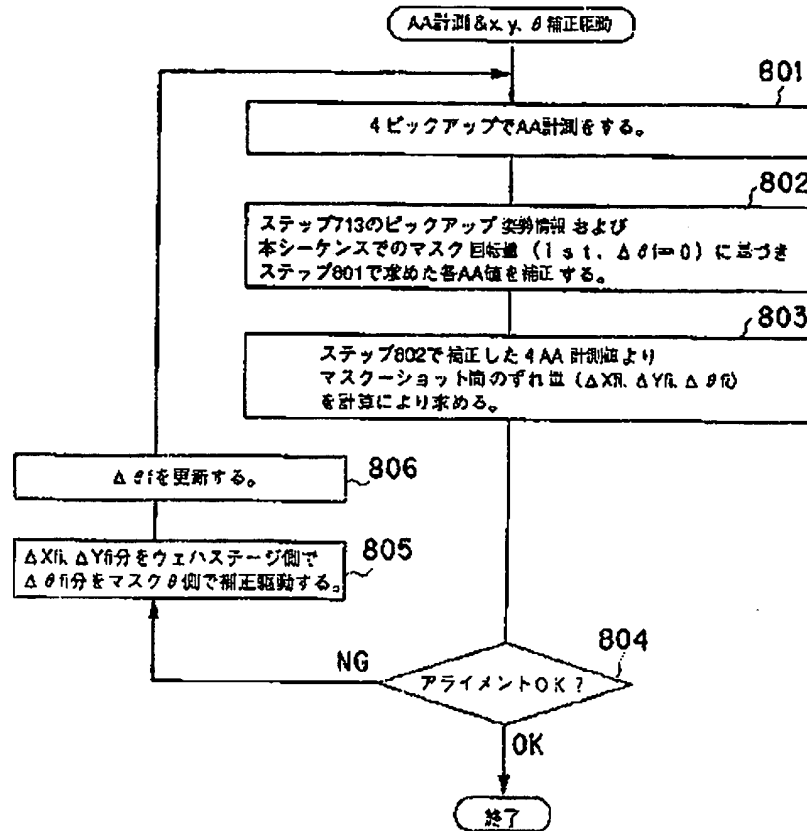 AA計測&x, y, θ補正駆動
801
4ピックアップでAA計測をする。
802
ステップ713のピックアップ姿勢情報および
本シーケンスでのマスク回転量(1st, Δθf=0)に基づき
ステップ801で求めた各AA値を補正する。
803
ステップ802で補正した4AA計測値より
マスクーショット間のずれ量(ΔXfi, ΔYfi, Δθfi)
を計算により求める。
Δθfを更新する。
806
ΔXfi, ΔYfi分をウェハステージ側で
Δθfi分をマスクθ側で補正駆動する。
805
NG
804
アライメントOK?
OK
終了